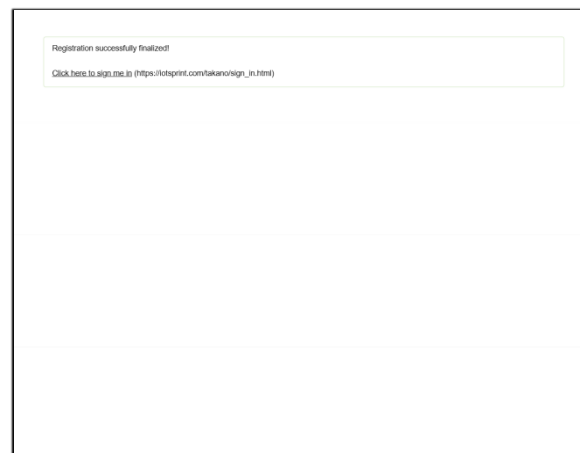 Registration successfully finalized!
Click here to sign me in (https://iotsprint.com/takano/sign_in.html)